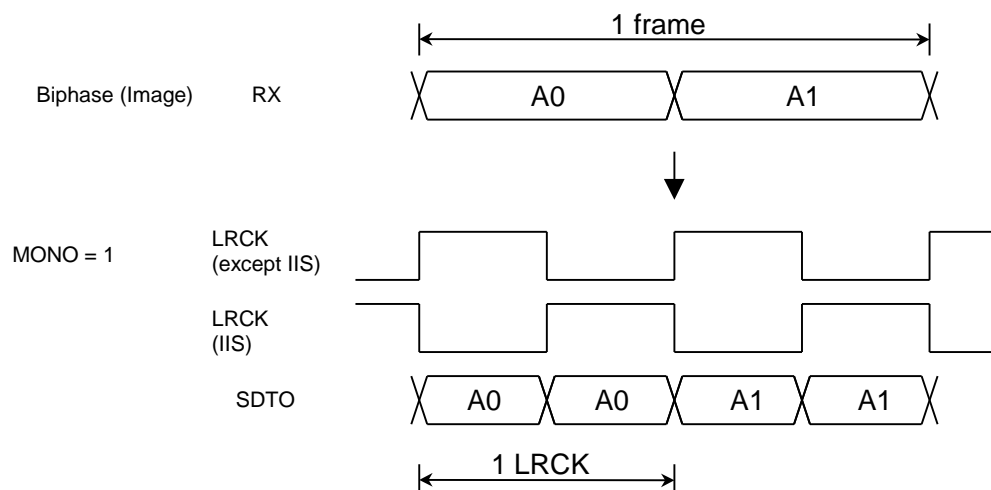 1 frame
Biphase (Image) RX A0 A1
MONO = 1
LRCK
(except IIS)
LRCK
(IIS)
SDTO A0 A0 A1 A1
1 LRCK